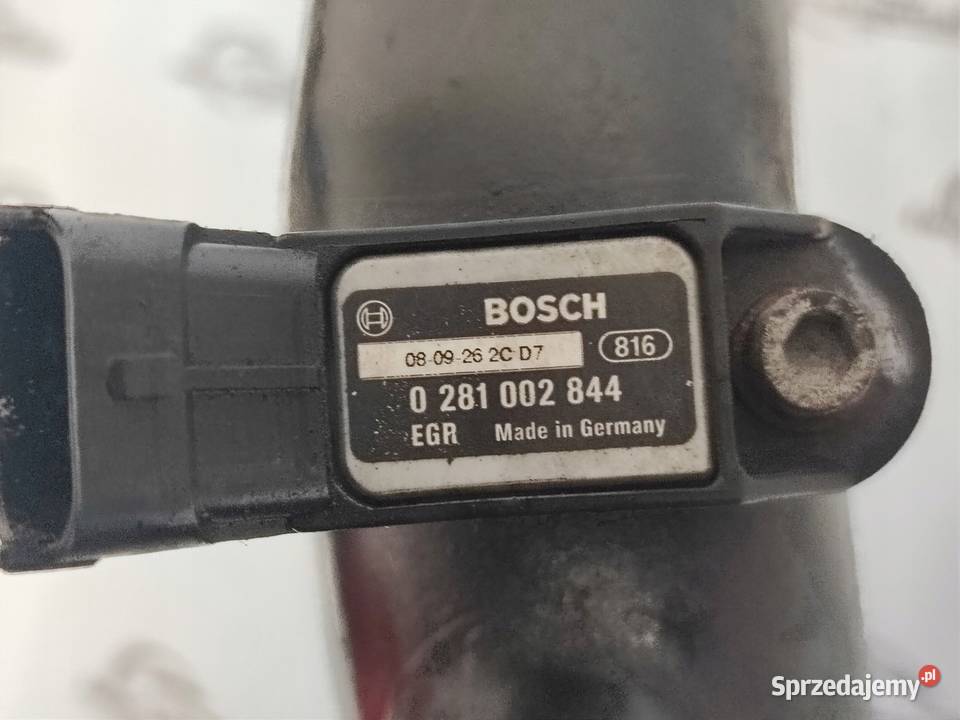 BOSCH
08-09-26 2C D7
816
0 281 002 844
EGR Made in Germany
Sprzedajemy.pl